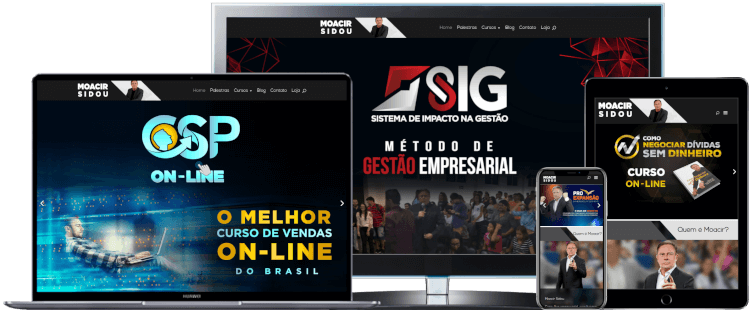 MOACIR
SIDOU
Home Palestras Cursos Blog Contato Loja
SIG
SISTEMA DE IMPACTO NA GESTÃO
MÉTODO DE
GESTÃO EMPRESARIAL
MOACIR
SIDOU
Home Palestras Cursos Blog Contato Loja
CSP
ON-LINE
O MELHOR
CURSO DE VENDAS
ON-LINE
DO BRASIL
HUAWEI
MOACIR
SIDOU
PRO
EXPANSÃO
Quem é Moacir?
Moacir Sidou
MOACIR
SIDOU
COMO
NEGOCIAR DÍVIDAS
SEM DINHEIRO
CURSO
ON-LINE
Quem é Moacir?